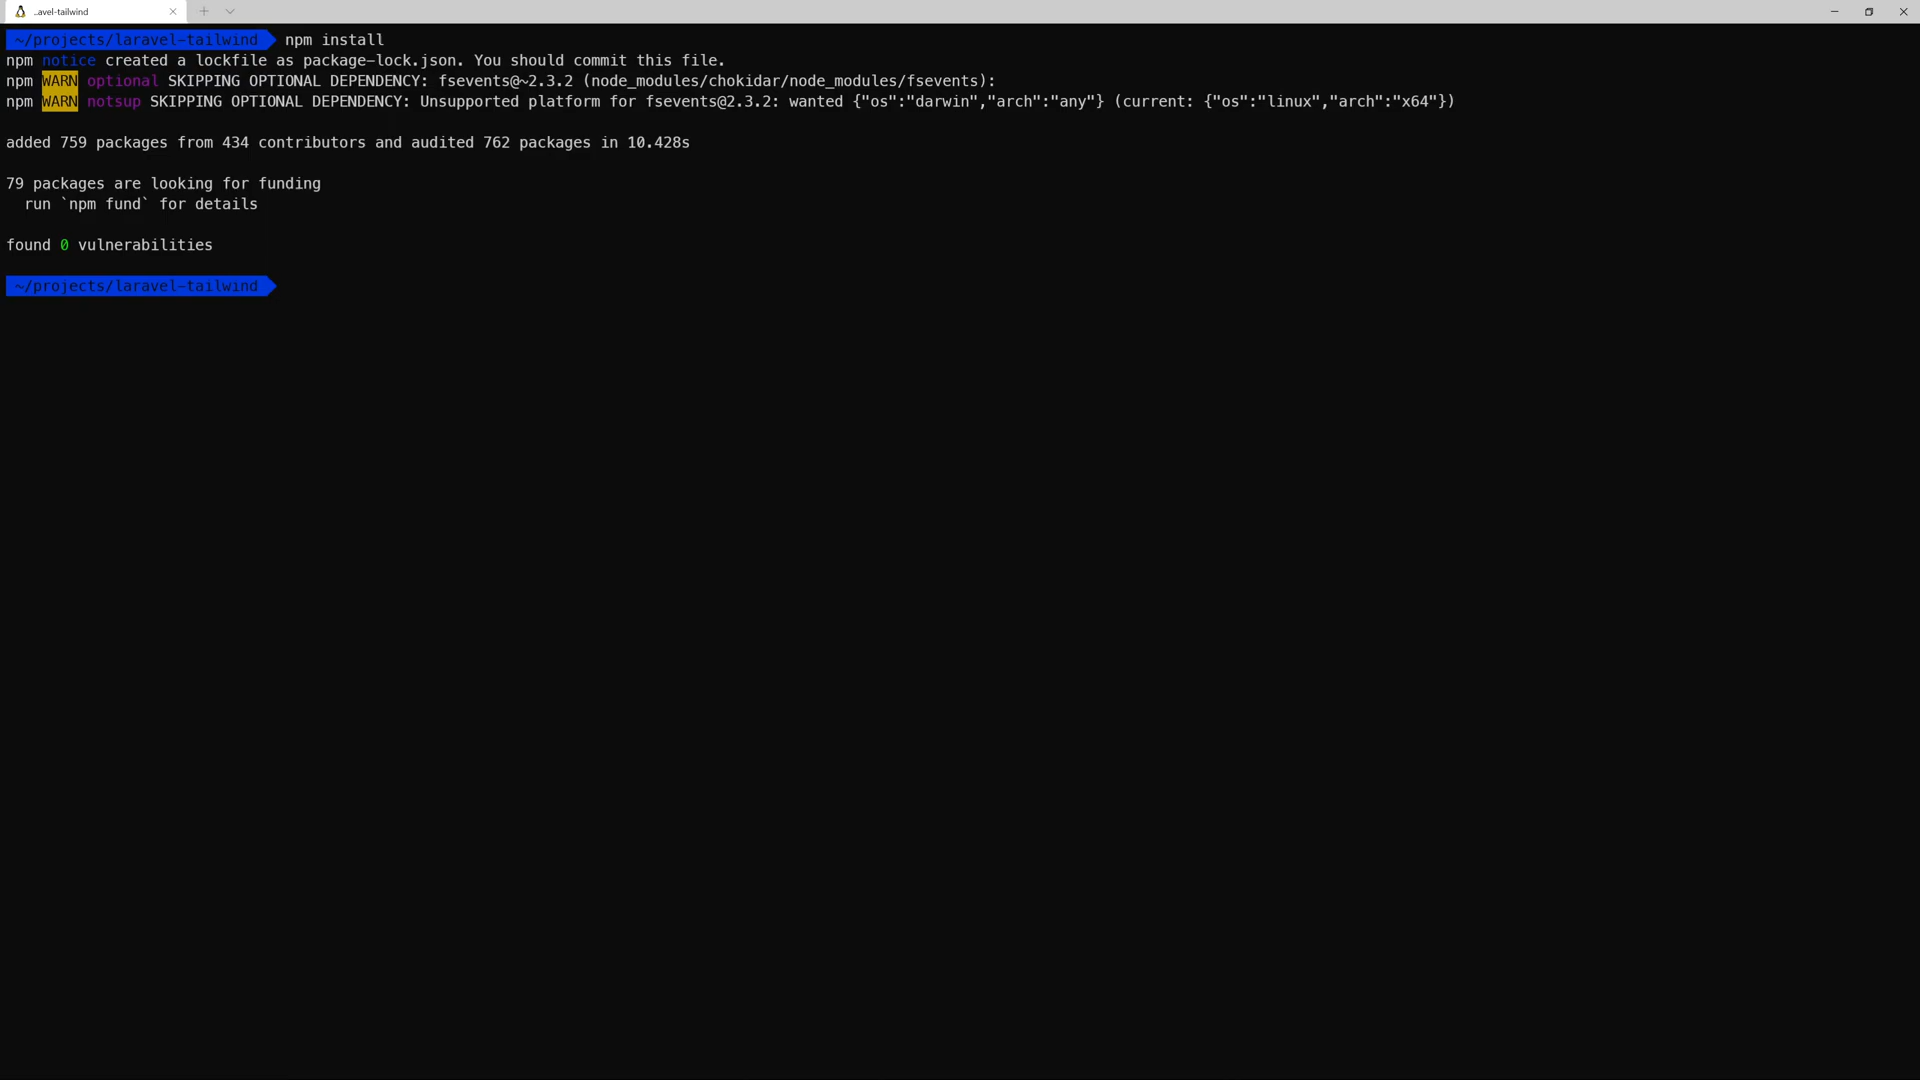 ..avel-tailwind
~/projects/laravel-tailwind npm install
npm notice created a lockfile as package-lock.json. You should commit this file.
npm WARN optional SKIPPING OPTIONAL DEPENDENCY: fsevents@~2.3.2 (node_modules/chokidar/node_modules/fsevents):
npm WARN notsup SKIPPING OPTIONAL DEPENDENCY: Unsupported platform for fsevents@2.3.2: wanted {"os":"darwin","arch":"any"} (current: {"os":"linux","arch":"x64"})
added 759 packages from 434 contributors and audited 762 packages in 10.428s
79 packages are looking for funding
  run `npm fund` for details
found 0 vulnerabilities
~/projects/laravel-tailwind